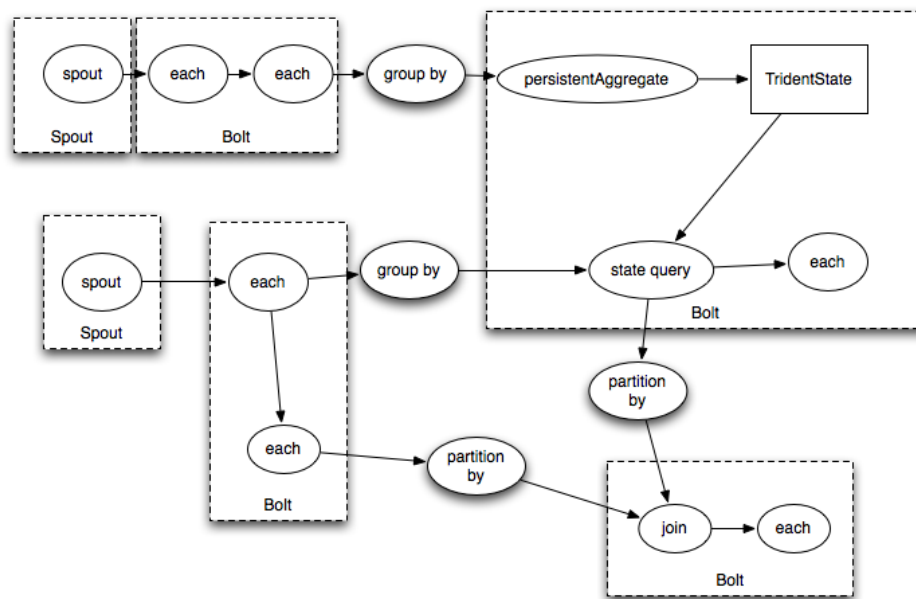 spout
each
each
group by
persistentAggregate
TridentState
Spout
Bolt
spout
each
group by
state query
each
Spout
Bolt
partition
by
each
partition
by
Bolt
join
each
Bolt